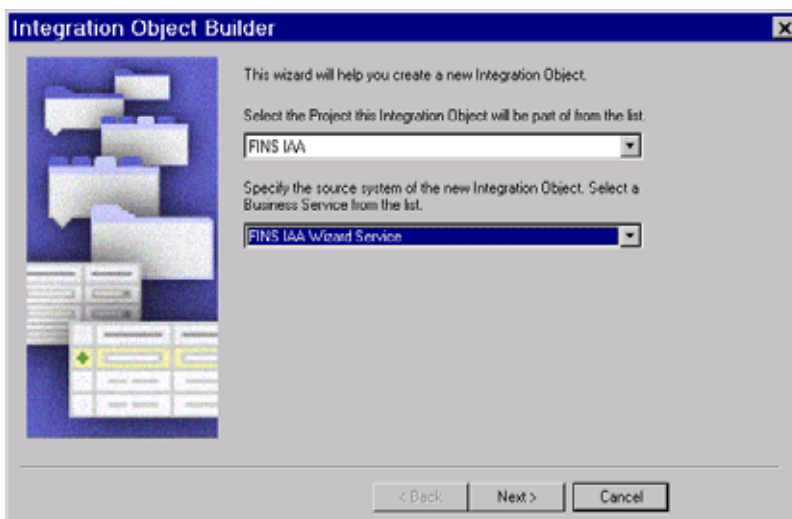 Integration Object Builder
This wizard will help you create a new Integration Object.
Select the Project this Integration Object will be part of from the list.
FINS IAA
Specify the source system of the new Integration Object. Select a
Business Service from the list.
FINS IAA Wizard Service
< Back
Next >
Cancel